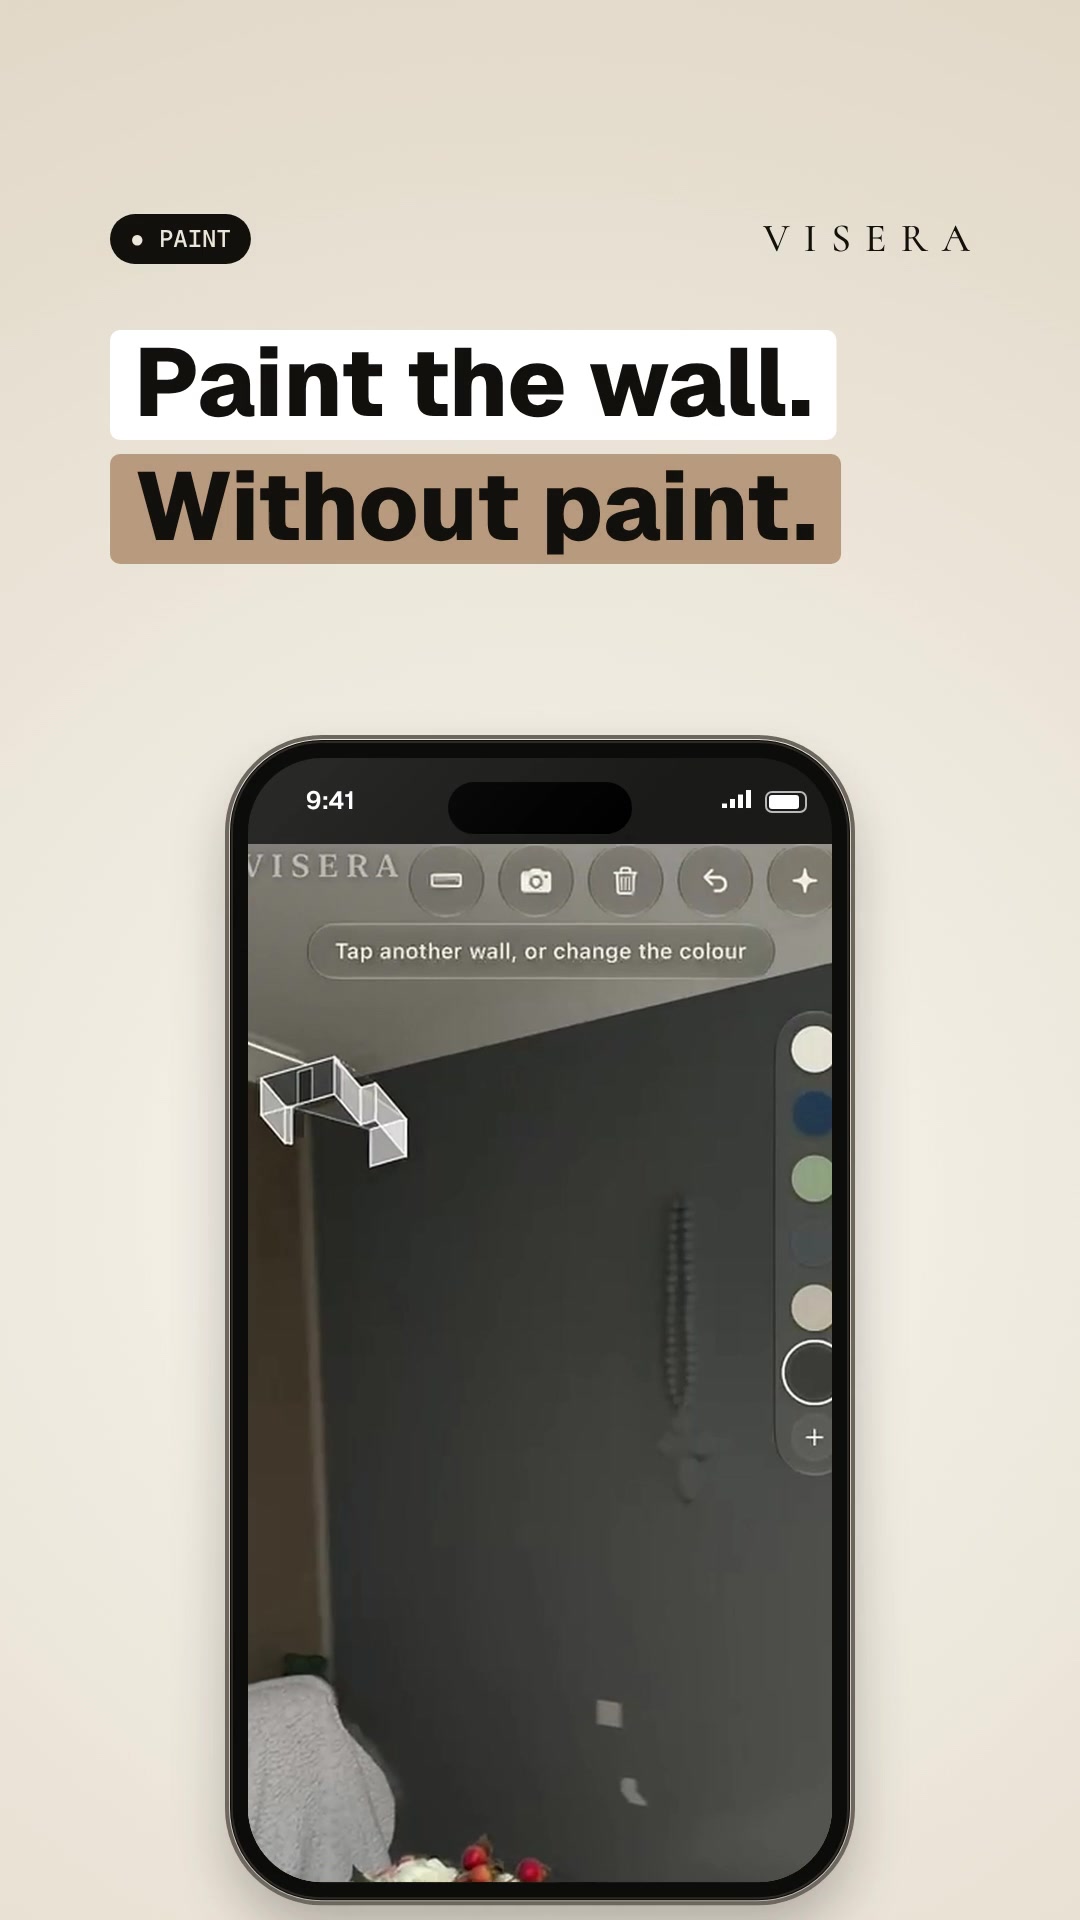 PAINT
VISERA
Paint the wall.
Without paint.
9:41
VISERA
Tap another wall, or change the colour